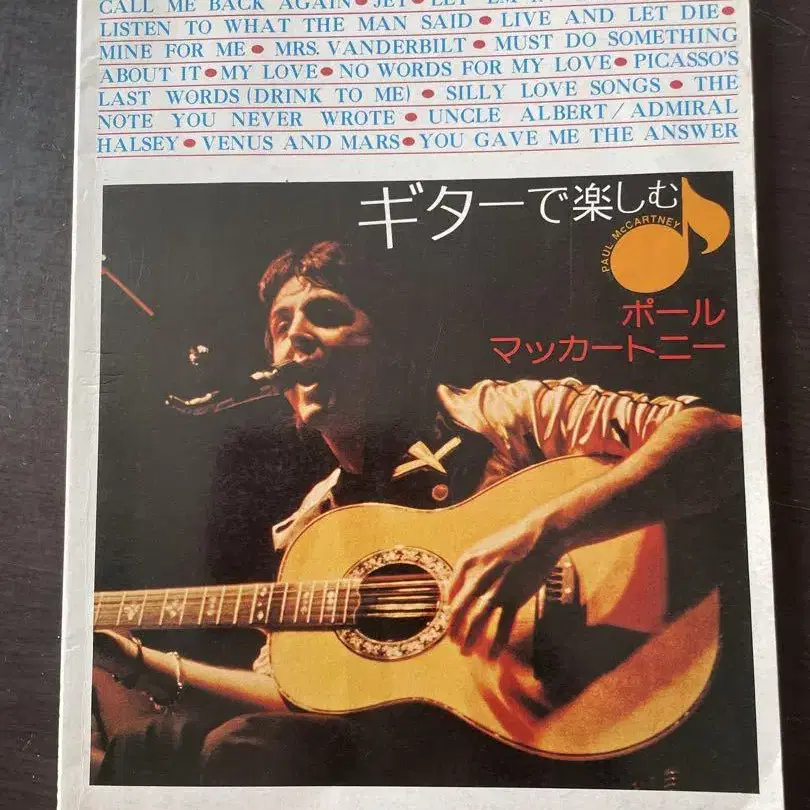 CALL ME BACK AGAIN • JET • LET 'EM IN
LISTEN TO WHAT THE MAN SAID • LIVE AND LET DIE •
MINE FOR ME • MRS. VANDERBILT • MUST DO SOMETHING
ABOUT IT • MY LOVE • NO WORDS FOR MY LOVE • PICASSO'S
LAST WORDS (DRINK TO ME) • SILLY LOVE SONGS • THE
NOTE YOU NEVER WROTE • UNCLE ALBERT / ADMIRAL
HALSEY • VENUS AND MARS • YOU GAVE ME THE ANSWER
ギターで楽しむ
PAUL McCARTNEY
ポール
マッカートニー